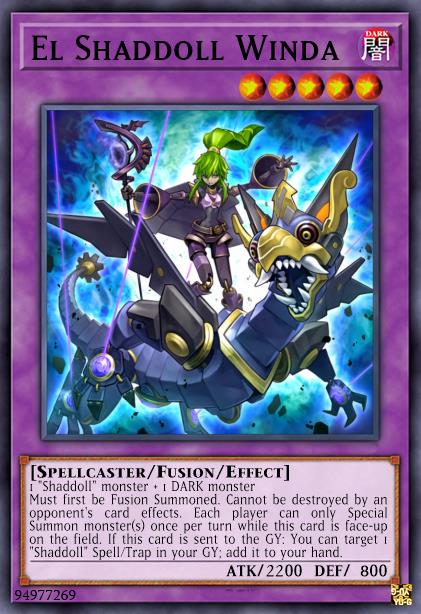 El Shaddoll Winda
DARK
闇
[Spellcaster/Fusion/Effect]
1 "Shaddoll" monster + 1 DARK monster
Must first be Fusion Summoned. Cannot be destroyed by an
opponent's card effects. Each player can only Special
Summon monster(s) once per turn while this card is face-up
on the field. If this card is sent to the GY: You can target 1
"Shaddoll" Spell/Trap in your GY; add it to your hand.
ATK/2200 DEF/ 800
94977269